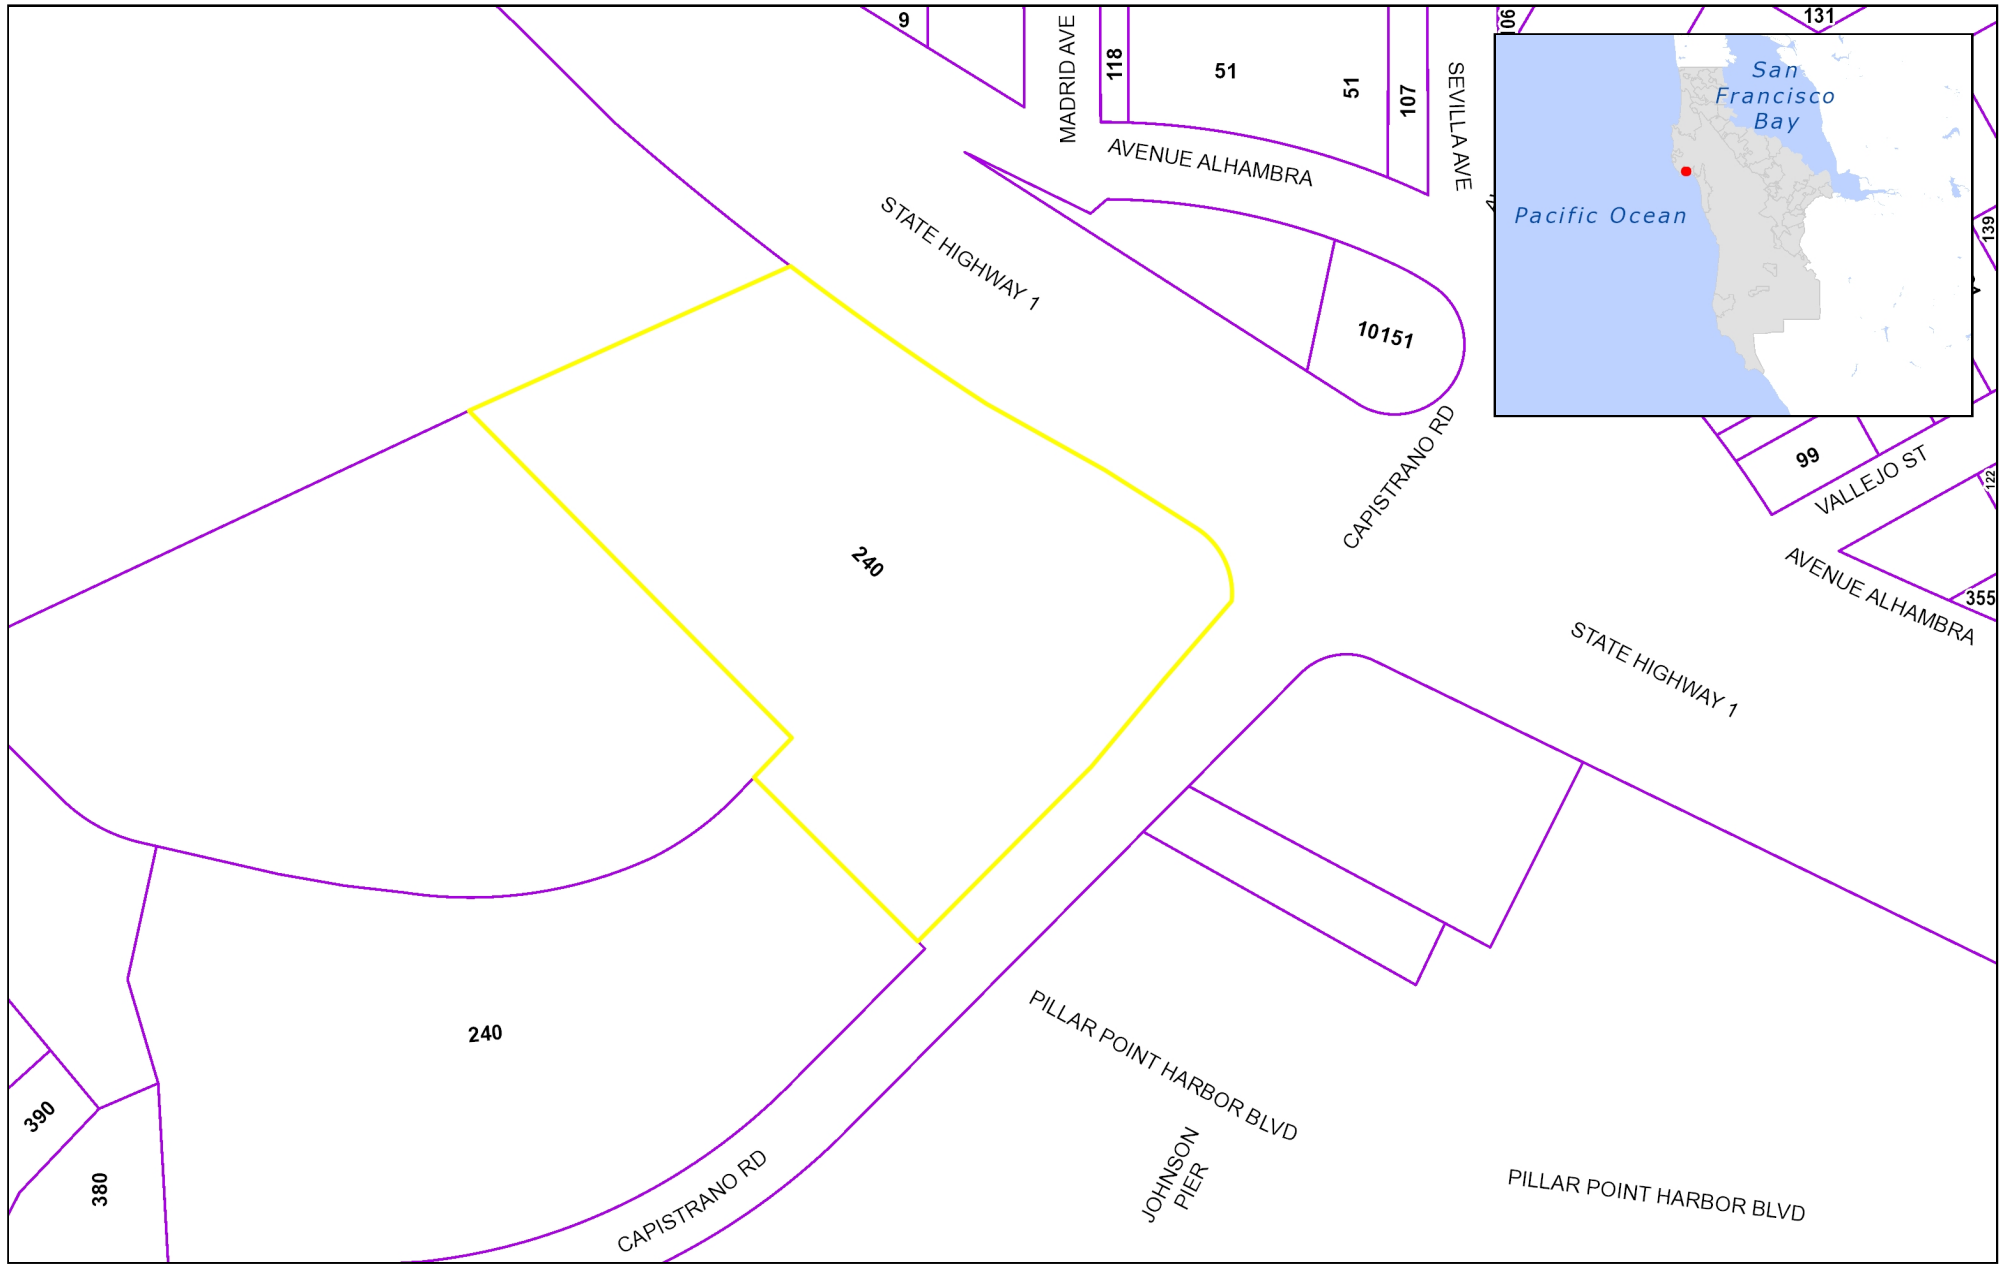 9
MADRID AVE
118
51
51
107
SEVILLA AVE
106
131
AVENUE ALHAMBRA
San
Francisco
Bay
Pacific Ocean
139
STATE HIGHWAY 1
10151
CAPISTRANO RD
99
VALLEJO ST
122
AVENUE ALHAMBRA
355
240
STATE HIGHWAY 1
240
PILLAR POINT HARBOR BLVD
390
380
CAPISTRANO RD
JOHNSON
PIER
PILLAR POINT HARBOR BLVD